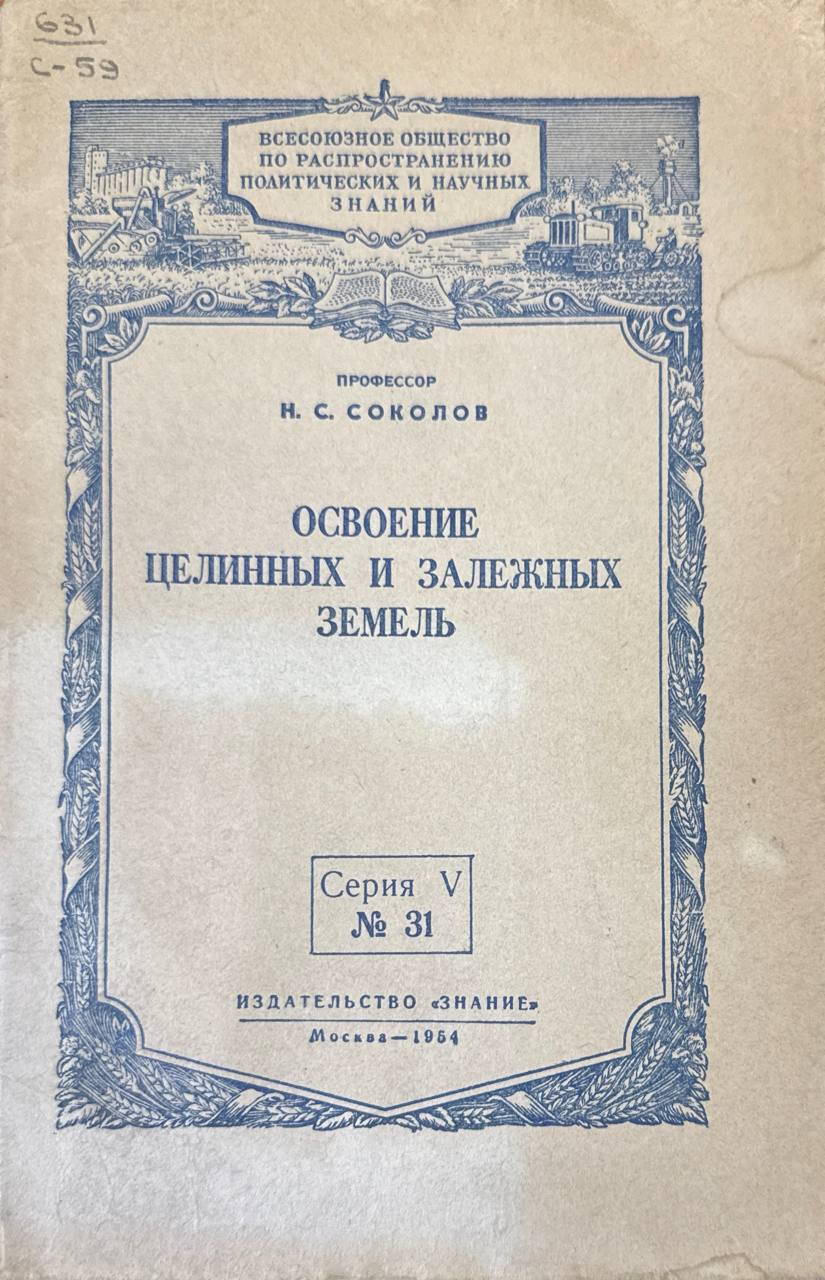 631
С-59
ВСЕСОЮЗНОЕ ОБЩЕСТВО
ПО РАСПРОСТРАНЕНИЮ
ПОЛИТИЧЕСКИХ И НАУЧНЫХ
ЗНАНИЙ
ПРОФЕССОР
Н. С. СОКОЛОВ
ОСВОЕНИЕ
ЦЕЛИННЫХ И ЗАЛЕЖНЫХ
ЗЕМЕЛЬ
Серия V
№ 31
ИЗДАТЕЛЬСТВО «ЗНАНИЕ»
Москва — 1954